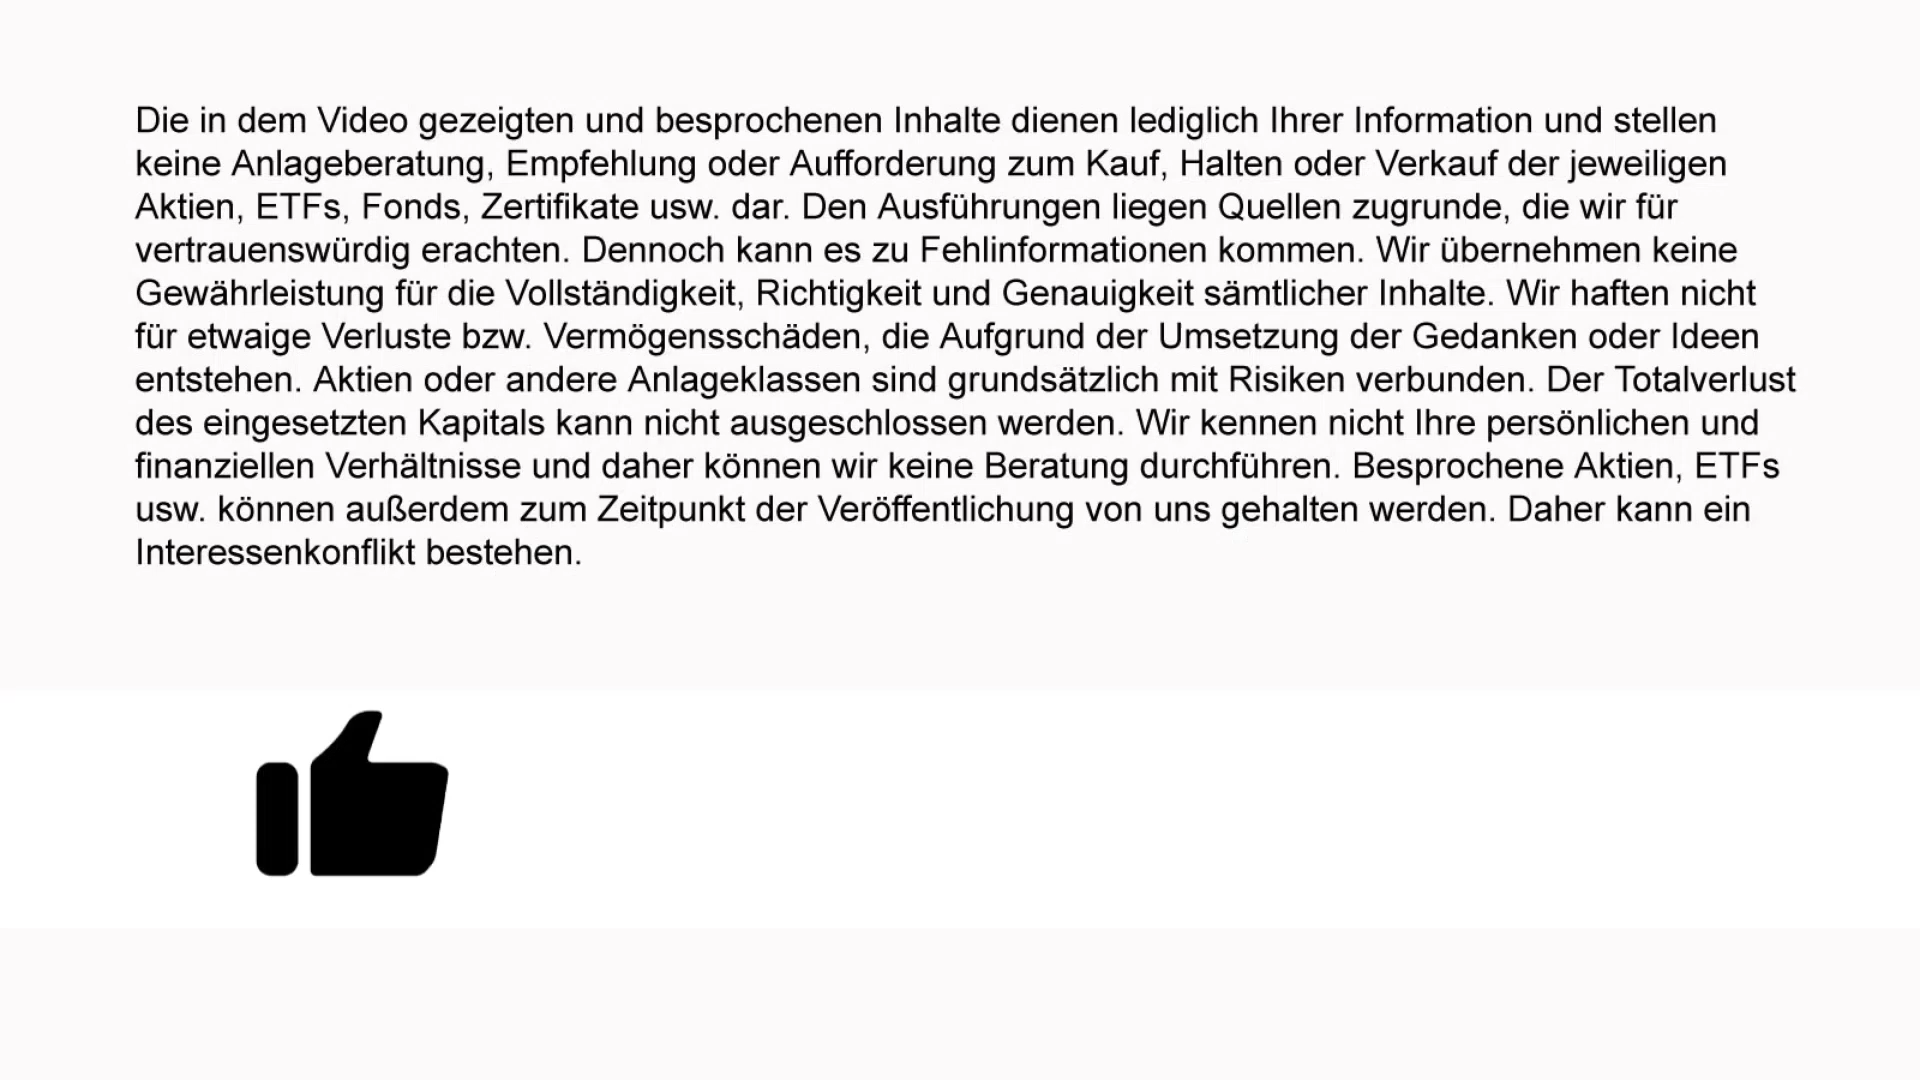 Die in dem Video gezeigten und besprochenen Inhalte dienen lediglich Ihrer Information und stellen
keine Anlageberatung, Empfehlung oder Aufforderung zum Kauf, Halten oder Verkauf der jeweiligen
Aktien, ETFs, Fonds, Zertifikate usw. dar. Den Ausführungen liegen Quellen zugrunde, die wir für
vertrauenswürdig erachten. Dennoch kann es zu Fehlinformationen kommen. Wir übernehmen keine
Gewährleistung für die Vollständigkeit, Richtigkeit und Genauigkeit sämtlicher Inhalte. Wir haften nicht
für etwaige Verluste bzw. Vermögensschäden, die Aufgrund der Umsetzung der Gedanken oder Ideen
entstehen. Aktien oder andere Anlageklassen sind grundsätzlich mit Risiken verbunden. Der Totalverlust
des eingesetzten Kapitals kann nicht ausgeschlossen werden. Wir kennen nicht Ihre persönlichen und
finanziellen Verhältnisse und daher können wir keine Beratung durchführen. Besprochene Aktien, ETFs
usw. können außerdem zum Zeitpunkt der Veröffentlichung von uns gehalten werden. Daher kann ein
Interessenkonflikt bestehen.